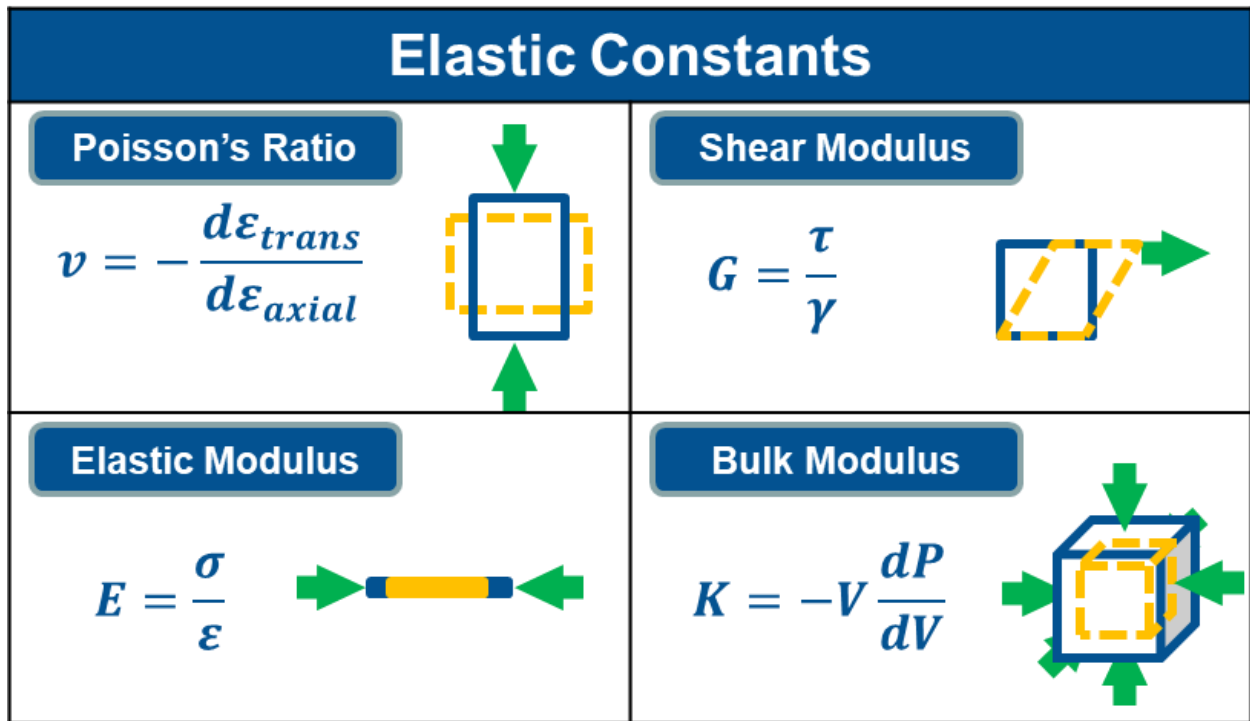 Elastic Constants
Poisson's Ratio
v = − dε_trans / dε_axial
Shear Modulus
G = τ / γ
Elastic Modulus
E = σ / ε
Bulk Modulus
K = −V dP / dV